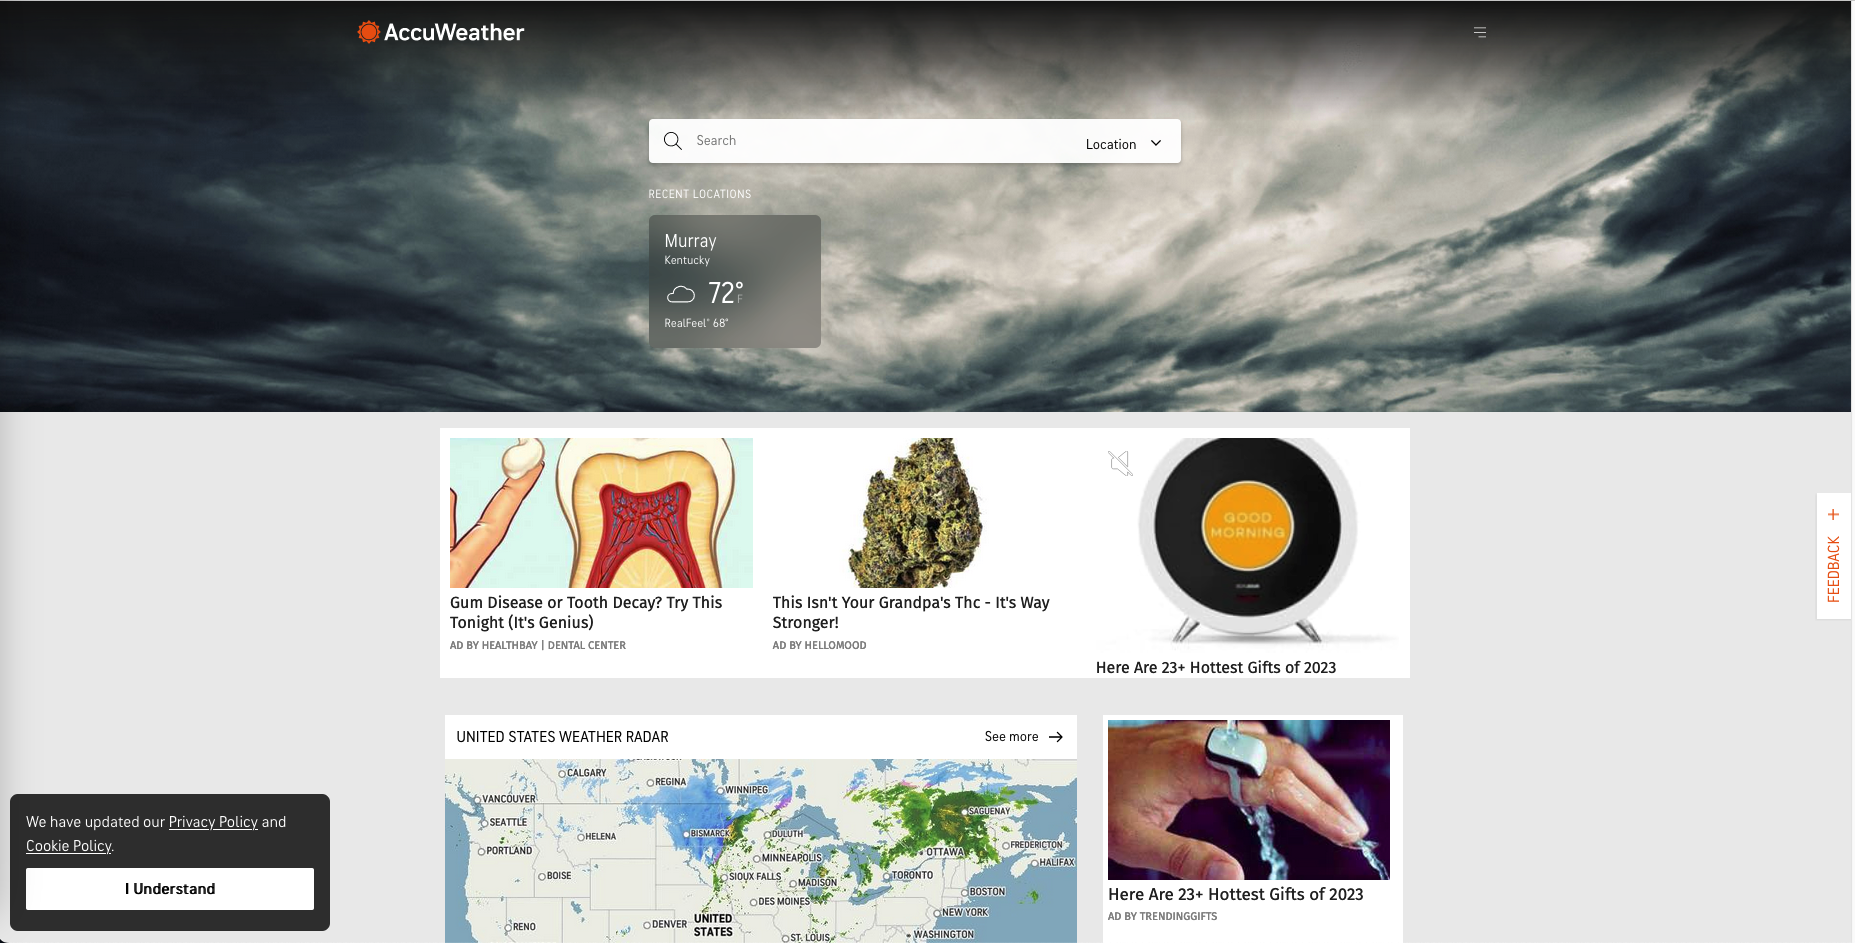 AccuWeather
Search
Location
RECENT LOCATIONS
Murray
Kentucky
72°
F
RealFeel® 68°
GOOD
MORNING
Gum Disease or Tooth Decay? Try This
Tonight (It's Genius)
AD BY HEALTHBAY | DENTAL CENTER
This Isn't Your Grandpa's Thc - It's Way
Stronger!
AD BY HELLOMOOD
Here Are 23+ Hottest Gifts of 2023
FEEDBACK +
UNITED STATES WEATHER RADAR
See more
CALGARY
REGINA
WINNIPEG
VANCOUVER
SEATTLE
HELENA
BISMARCK
DULUTH
SAGUENAY
PORTLAND
MINNEAPOLIS
OTTAWA
FREDERICTON
HALIFAX
BOISE
SIOUX FALLS
MADISON
TORONTO
BOSTON
DES MOINES
NEW YORK
RENO
DENVER
UNITED
STATES
ST. LOUIS
WASHINGTON
Here Are 23+ Hottest Gifts of 2023
AD BY TRENDINGGIFTS
We have updated our Privacy Policy and
Cookie Policy.
I Understand